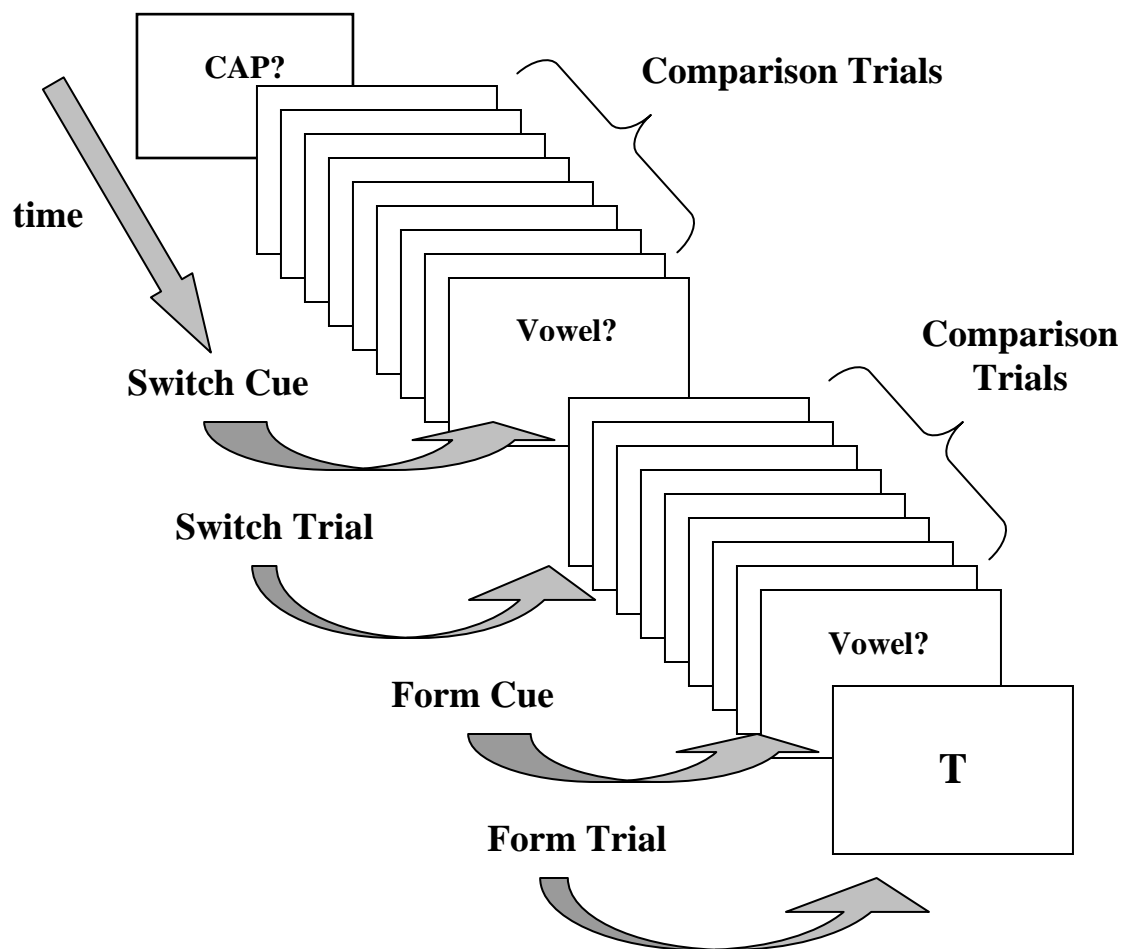 CAP?
Comparison Trials
time
Vowel?
Comparison
Trials
Switch Cue
Switch Trial
Vowel?
Form Cue
T
Form Trial